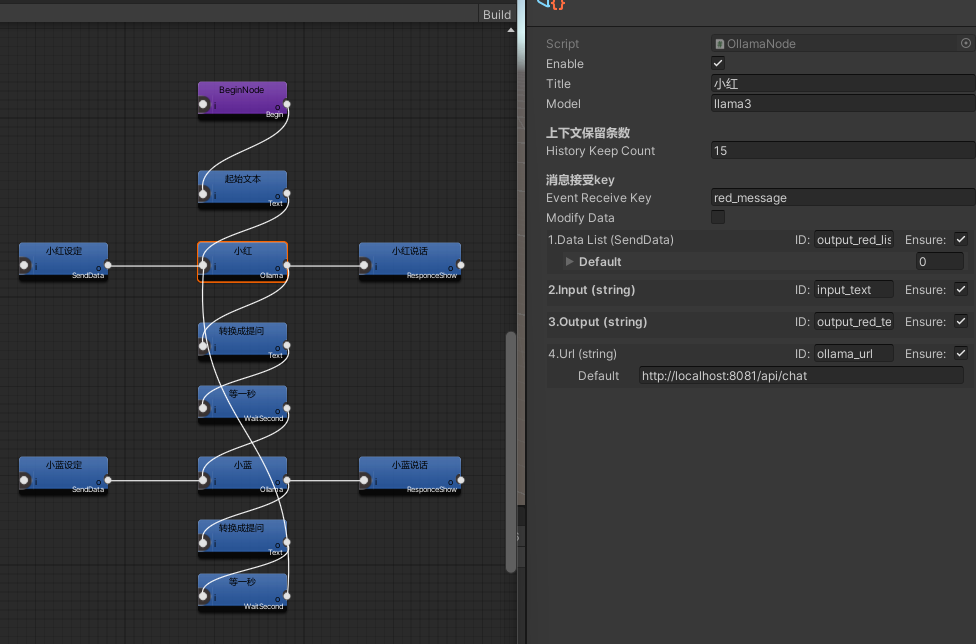 Build
BeginNode
i
o
Begin
起始文本
i
o
Text
小红设定
i
o
SendData
小红
i
o
Ollama
小红说话
i
o
ResponceShow
转换成提问
i
o
Text
等一秒
i
o
WaitSecond
小蓝设定
i
o
SendData
小蓝
i
o
Ollama
小蓝说话
i
o
ResponceShow
转换成提问
i
o
Text
等一秒
i
o
WaitSecond
Script OllamaNode
Enable
Title 小红
Model llama3
上下文保留条数
History Keep Count 15
消息接受key
Event Receive Key red_message
Modify Data
1.Data List (SendData) ID: output_red_lis Ensure:
Default 0
2.Input (string) ID: input_text Ensure:
3.Output (string) ID: output_red_te Ensure:
4.Url (string) ID: ollama_url Ensure:
Default http://localhost:8081/api/chat